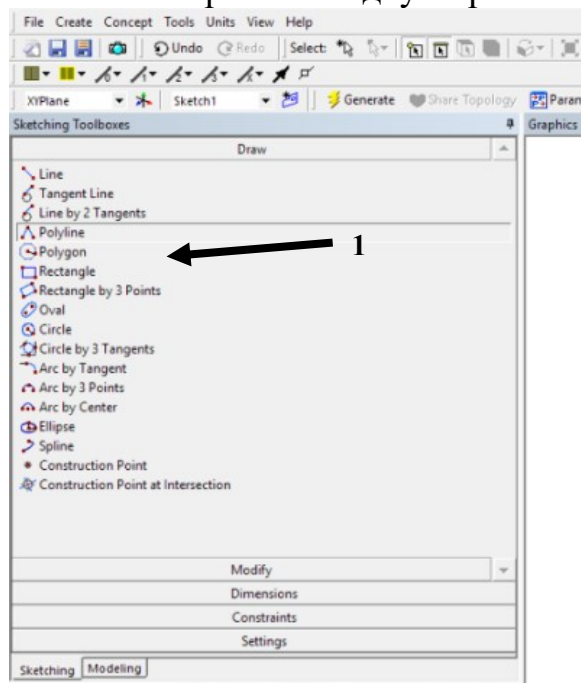 File Create Concept Tools Units View Help
Undo Redo Select:
XYPlane Sketch1 Generate Share Topology Param
Sketching Toolboxes Graphics
Draw
Line
Tangent Line
Line by 2 Tangents
Polyline
Polygon 1
Rectangle
Rectangle by 3 Points
Oval
Circle
Circle by 3 Tangents
Arc by Tangent
Arc by 3 Points
Arc by Center
Ellipse
Spline
Construction Point
Construction Point at Intersection
Modify
Dimensions
Constraints
Settings
Sketching Modeling